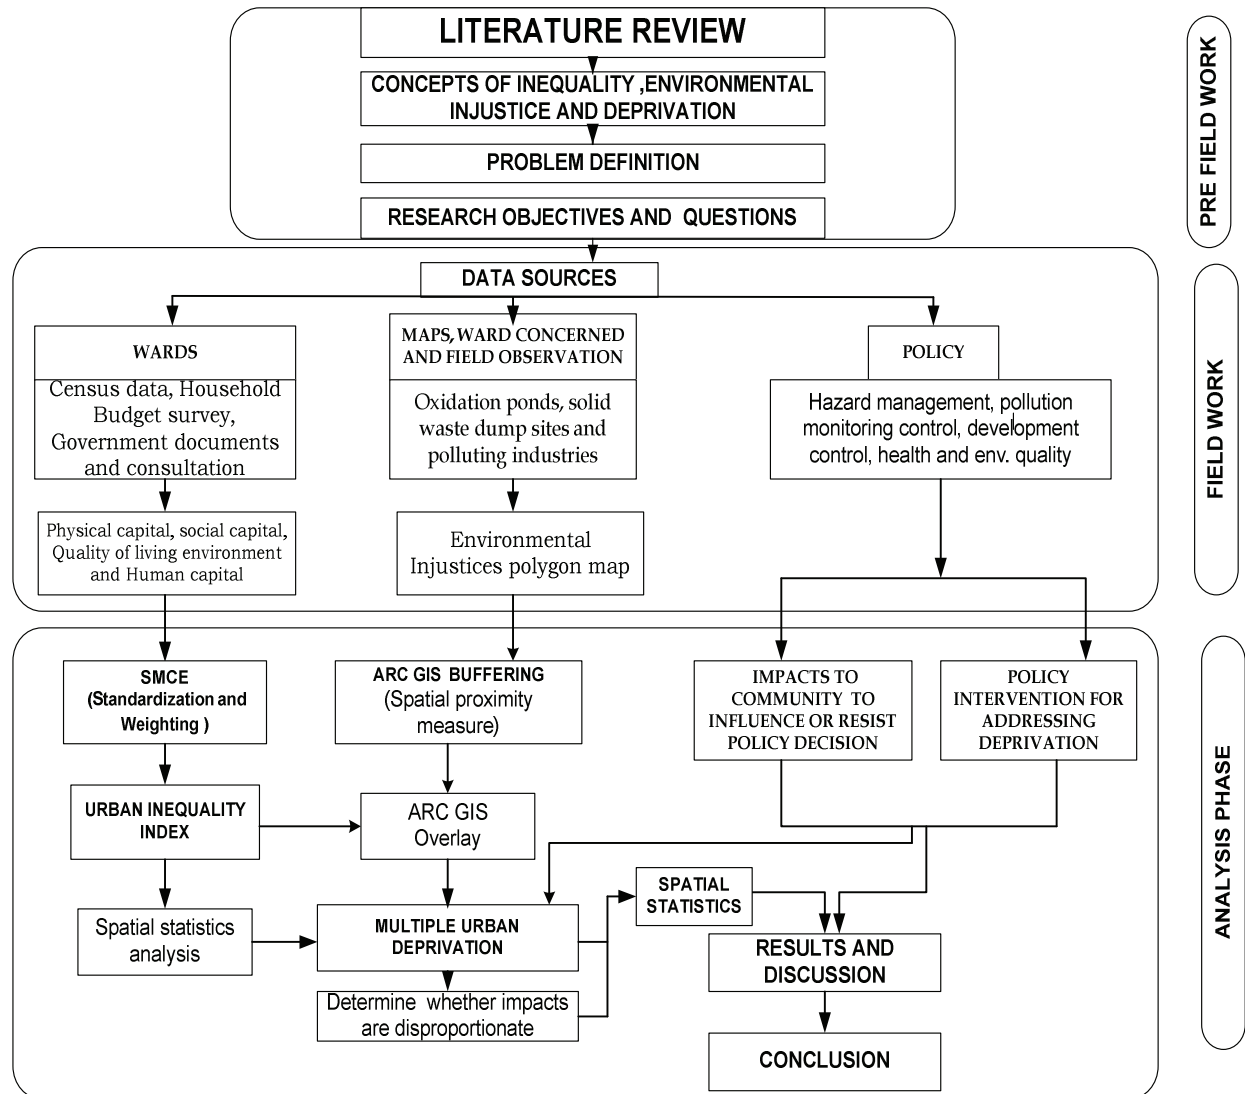 LITERATURE REVIEW
CONCEPTS OF INEQUALITY ,ENVIRONMENTAL
INJUSTICE AND DEPRIVATION
PROBLEM DEFINITION
RESEARCH OBJECTIVES AND QUESTIONS
PRE FIELD WORK
DATA SOURCES
WARDS
Census data, Household
Budget survey,
Government documents
and consultation
Physical capital, social capital,
Quality of living environment
and Human capital
MAPS, WARD CONCERNED
AND FIELD OBSERVATION
Oxidation ponds, solid
waste dump sites and
polluting industries
Environmental
Injustices polygon map
POLICY
Hazard management, pollution
monitoring control, development
control, health and env. quality
FIELD WORK
SMCE
(Standardization and
Weighting )
ARC GIS BUFFERING
(Spatial proximity
measure)
IMPACTS TO
COMMUNITY TO
INFLUENCE OR RESIST
POLICY DECISION
POLICY
INTERVENTION FOR
ADDRESSING
DEPRIVATION
URBAN INEQUALITY
INDEX
ARC GIS
Overlay
Spatial statistics
analysis
MULTIPLE URBAN
DEPRIVATION
SPATIAL
STATISTICS
Determine whether impacts
are disproportionate
RESULTS AND
DISCUSSION
CONCLUSION
ANALYSIS PHASE